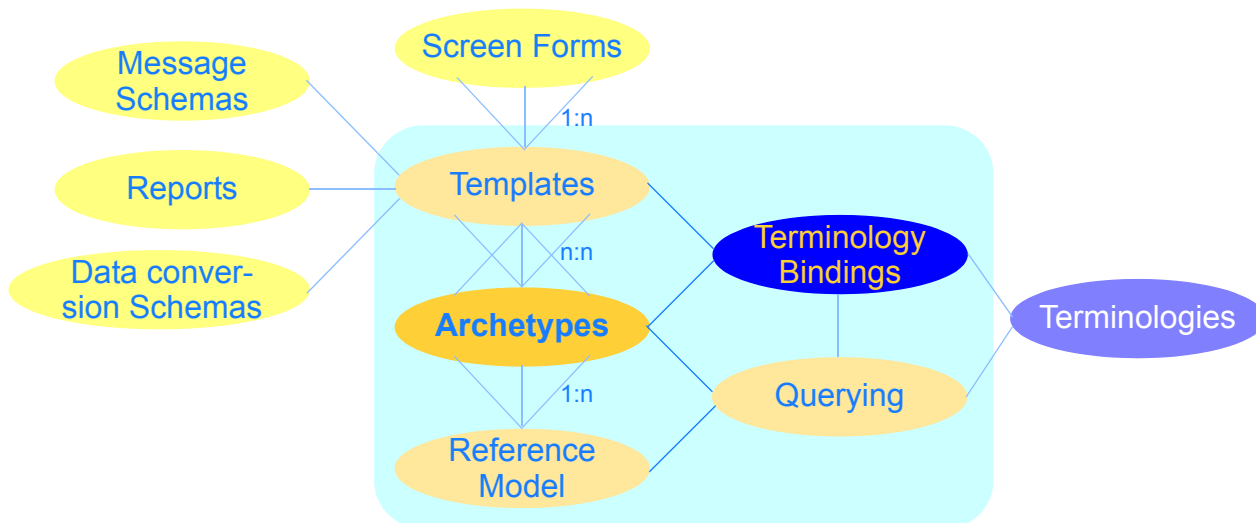 Screen Forms
Message
Schemas
1:n
Reports
Templates
Terminology
Bindings
n:n
Data conver-
sion Schemas
Archetypes
Terminologies
1:n
Querying
Reference
Model